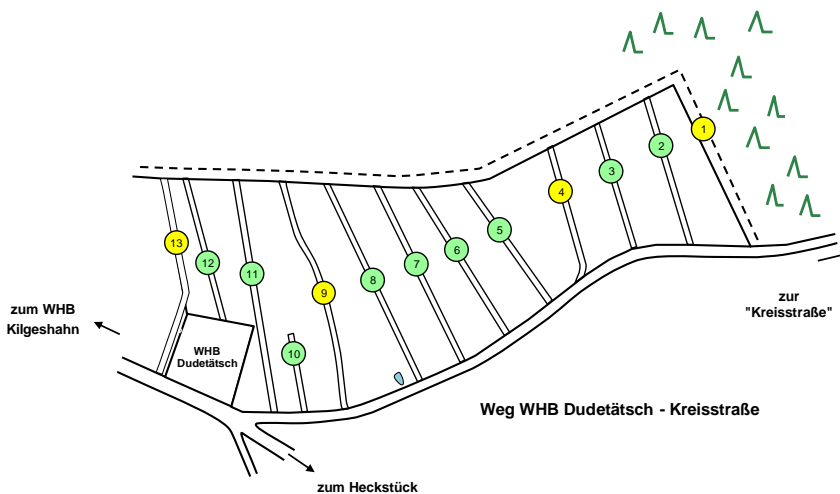 1
2
3
4
5
6
7
8
9
10
11
12
13
zum WHB
Kilgeshahn
WHB
Dudetätsch
zur
"Kreisstraße"
Weg WHB Dudetätsch - Kreisstraße
zum Heckstück